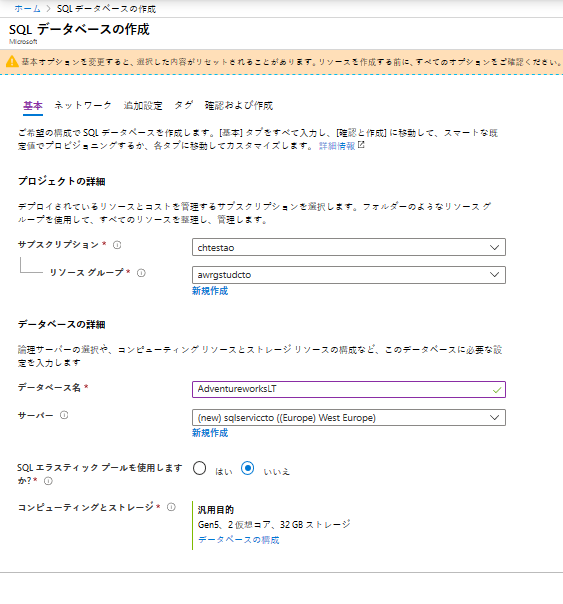 ホーム > SQL データベースの作成
SQL データベースの作成
Microsoft
基本オプションを変更すると、選択した内容がリセットされることがあります。リソースを作成する前に、すべてのオプションをご確認ください。
基本 ネットワーク 追加設定 タグ 確認および作成
ご希望の構成で SQL データベースを作成します。[基本] タブをすべて入力し、[確認と作成] に移動して、スマートな既
定値でプロビジョニングするか、各タブに移動してカスタマイズします。 詳細情報
プロジェクトの詳細
デプロイされているリソースとコストを管理するサブスクリプションを選択します。フォルダーのようなリソース グ
ループを使用して、すべてのリソースを整理し、管理します。
サブスクリプション * chtestao
リソース グループ * awrgstudcto
新規作成
データベースの詳細
論理サーバーの選択や、コンピューティング リソースとストレージ リソースの構成など、このデータベースに必要な設
定を入力します
データベース名 * AdventureworksLT
サーバー (new) sqlserviccto ((Europe) West Europe)
新規作成
SQL エラスティック プールを使用します はい いいえ
か? *
コンピューティングとストレージ * 汎用目的
Gen5、2 仮想コア、32 GB ストレージ
データベースの構成